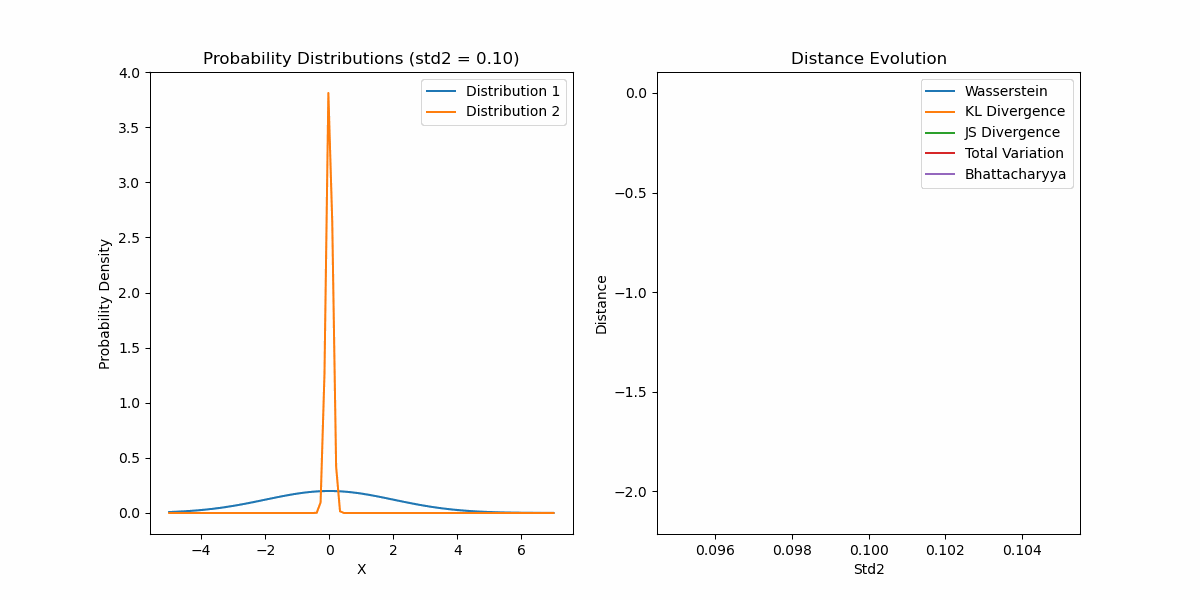 Probability Distributions (std2 = 0.10)
Distribution 1
Distribution 2
Probability Density
4.0
3.5
3.0
2.5
2.0
1.5
1.0
0.5
0.0
−4
−2
0
2
4
6
X
Distance Evolution
Wasserstein
KL Divergence
JS Divergence
Total Variation
Bhattacharyya
Distance
0.0
−0.5
−1.0
−1.5
−2.0
0.096
0.098
0.100
0.102
0.104
Std2